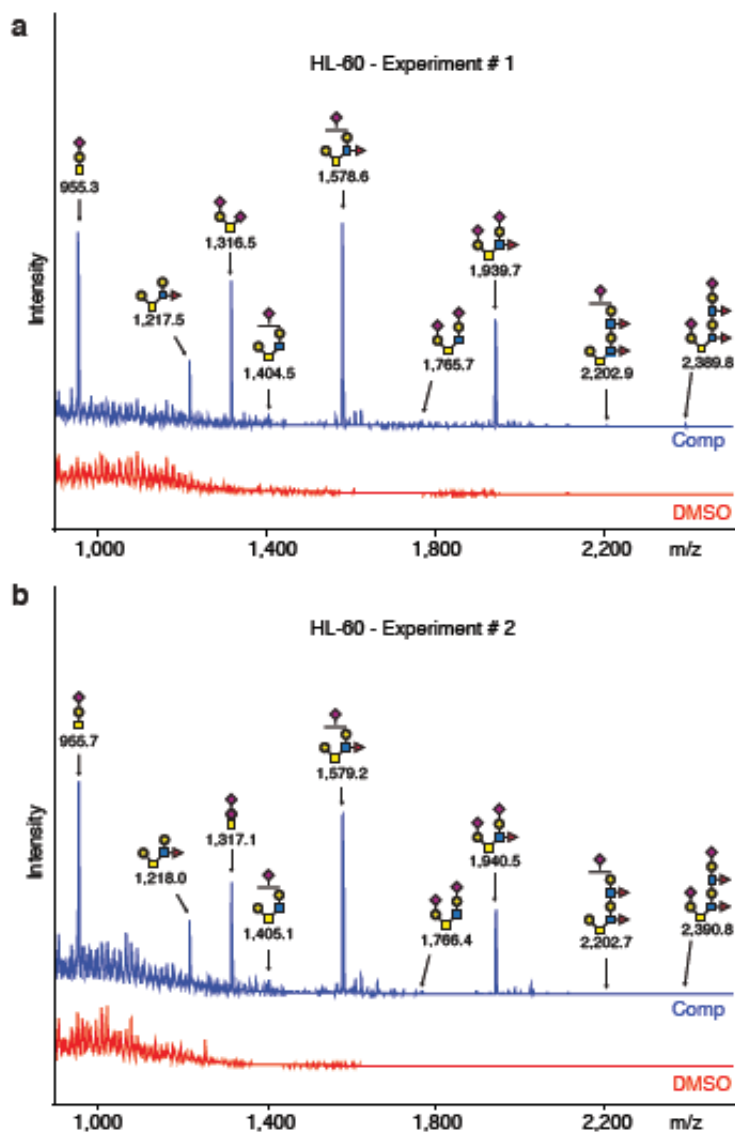 a
HL-60 - Experiment # 1
955.3
1,217.5
1,316.5
1,404.5
1,578.6
1,765.7
1,939.7
2,202.9
2,389.8
Intensity
Comp
DMSO
1,000 1,400 1,800 2,200 m/z
b
HL-60 - Experiment # 2
955.7
1,218.0
1,317.1
1,405.1
1,579.2
1,766.4
1,940.5
2,202.7
2,390.8
Intensity
Comp
DMSO
1,000 1,400 1,800 2,200 m/z